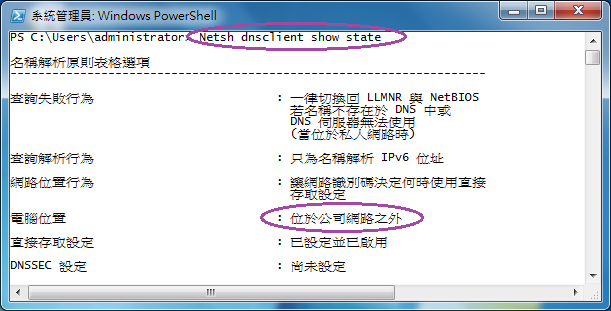 系統管理員: Windows PowerShell
PS C:\Users\administrator> Netsh dnsclient show state
名稱解析原則表格選項
--------------------------------------------------------------------
查詢失敗行為 : 一律切換回 LLMNR 與 NetBIOS
若名稱不存在於 DNS 中或
DNS 伺服器無法使用
(當位於私人網路時)
查詢解析行為 : 只為名稱解析 IPv6 位址
網路位置行為 : 讓網路識別碼決定何時使用直接
存取設定
電腦位置 : 位於公司網路之外
直接存取設定 : 已設定並已啟用
DNSSEC 設定 : 尚未設定